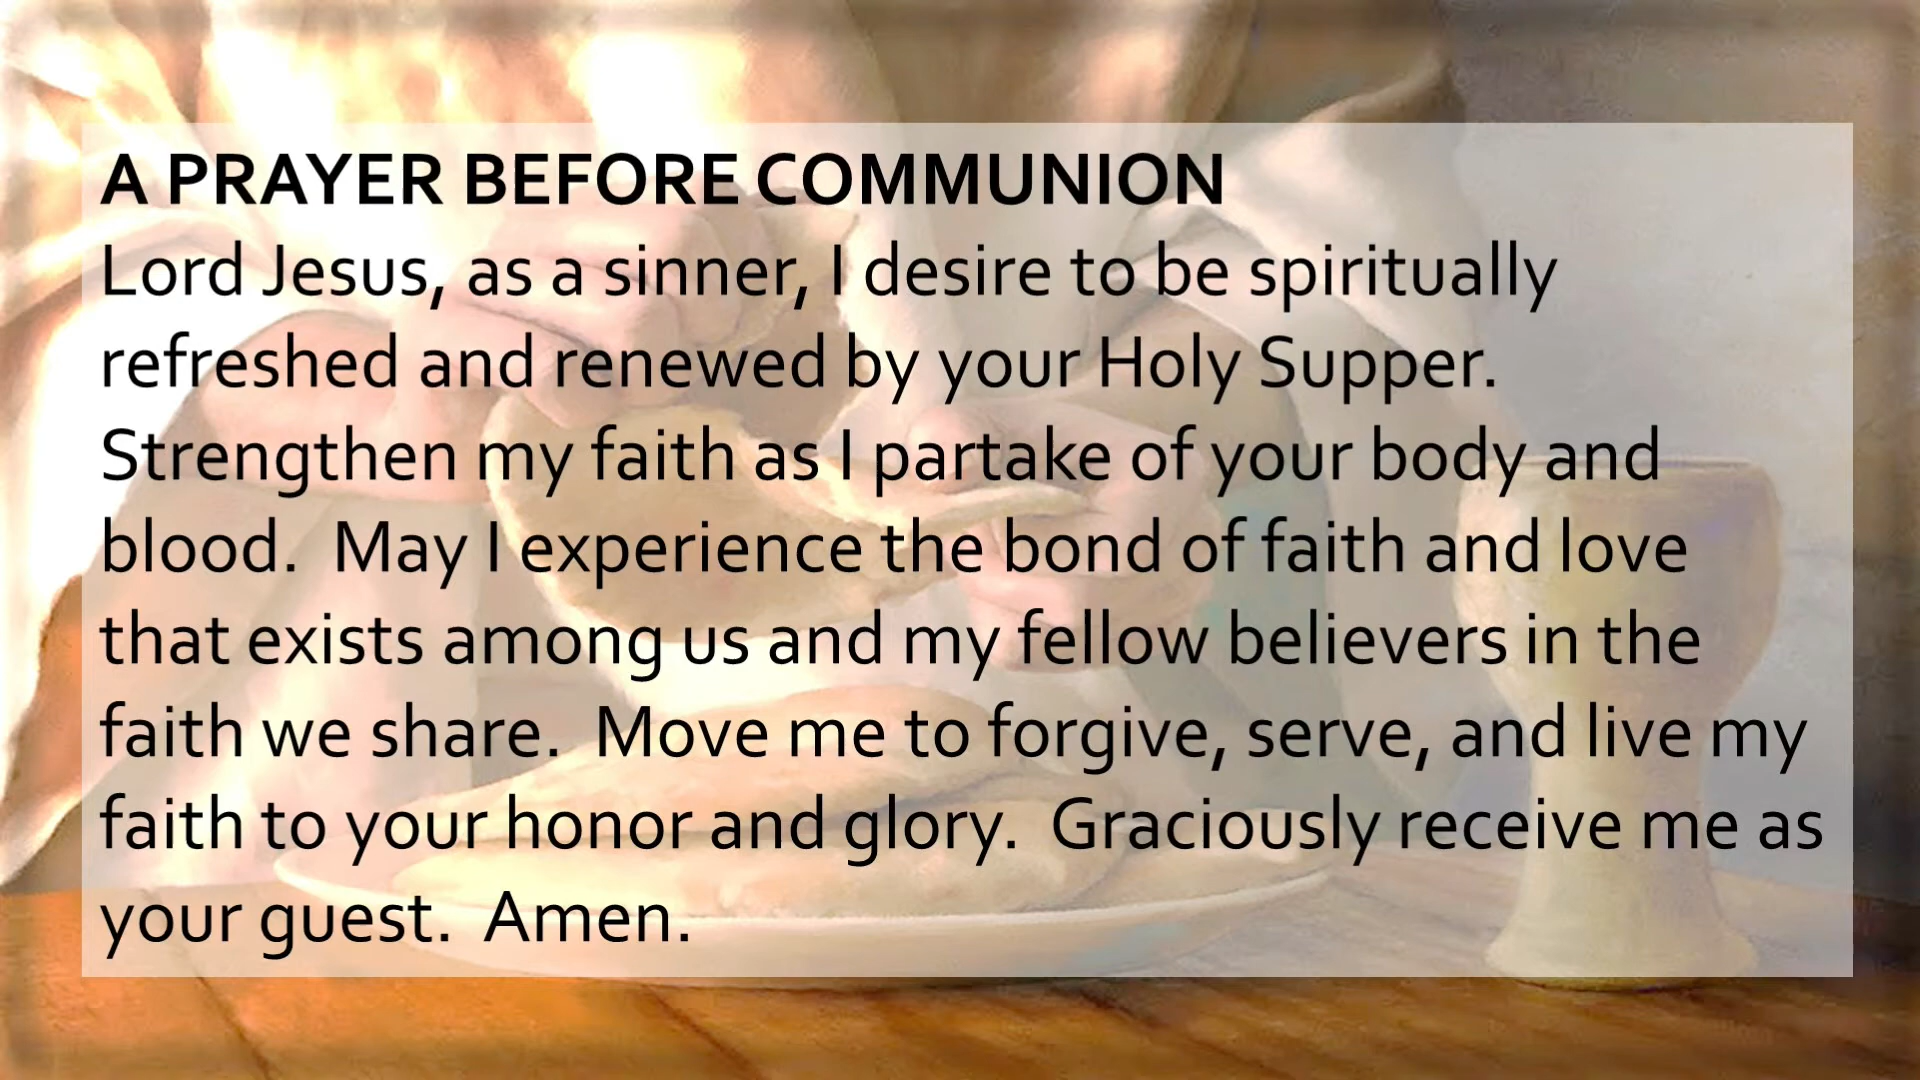 A PRAYER BEFORE COMMUNION
Lord Jesus, as a sinner, I desire to be spiritually
refreshed and renewed by your Holy Supper.
Strengthen my faith as I partake of your body and
blood.  May I experience the bond of faith and love
that exists among us and my fellow believers in the
faith we share.  Move me to forgive, serve, and live my
faith to your honor and glory.  Graciously receive me as
your guest.  Amen.